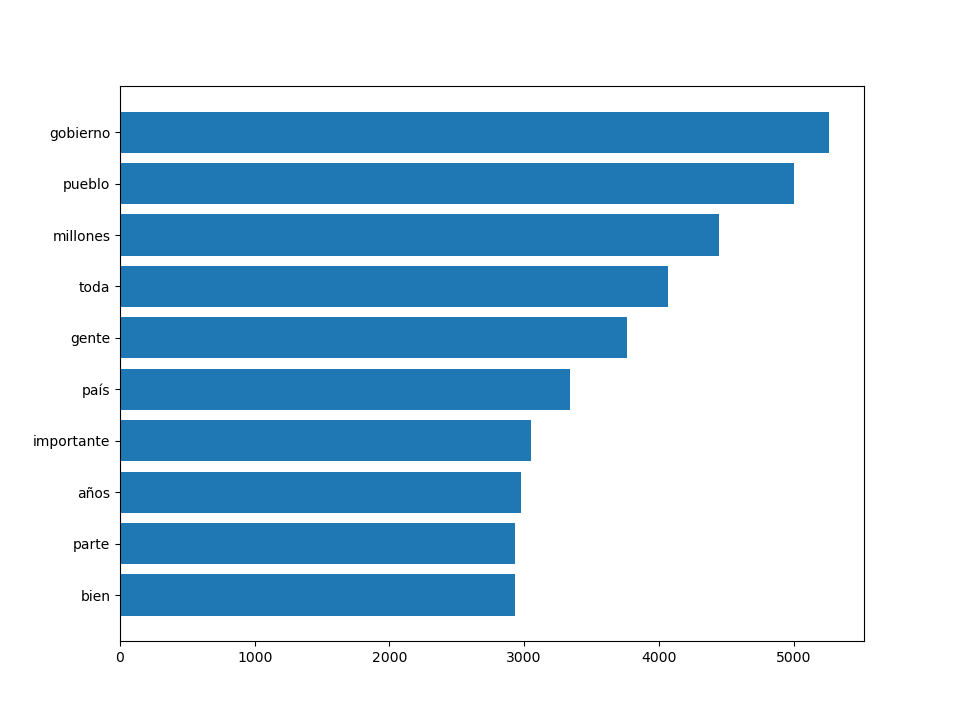 gobierno
pueblo
millones
toda
gente
país
importante
años
parte
bien
0 1000 2000 3000 4000 5000